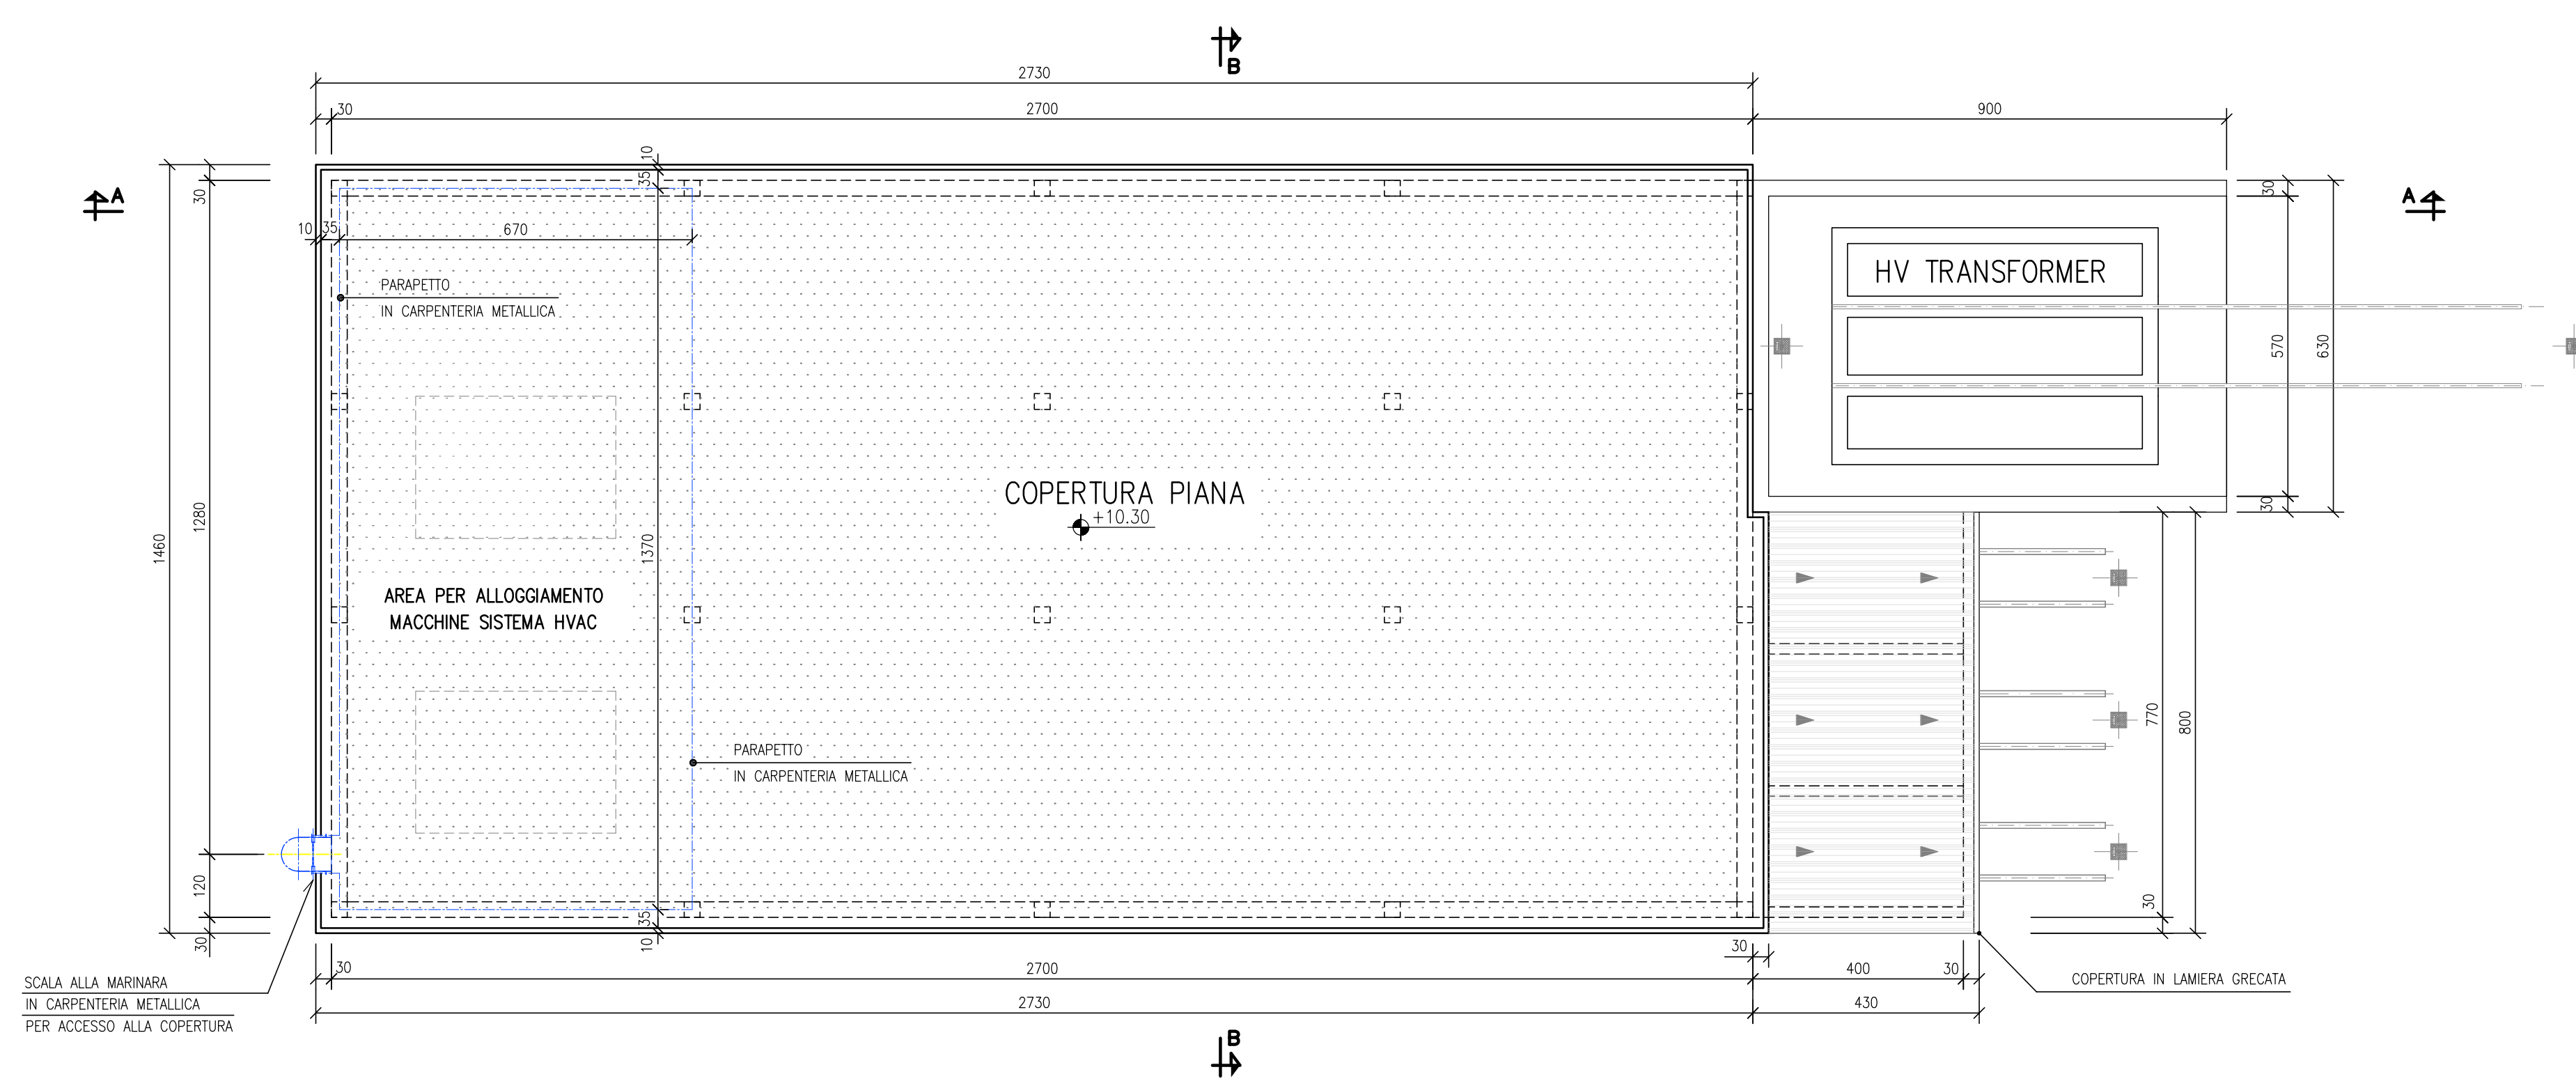 B
2730
30
2700
900
10
35
30
A
A
30
10
35
670
HV TRANSFORMER
PARAPETTO
IN CARPENTERIA METALLICA
570
630
COPERTURA PIANA
+10.30
30
1280
1460
1370
AREA PER ALLOGGIAMENTO
MACCHINE SISTEMA HVAC
770
800
PARAPETTO
IN CARPENTERIA METALLICA
120
30
35
30
10
30
30
2700
400
30
SCALA ALLA MARINARA
IN CARPENTERIA METALLICA
PER ACCESSO ALLA COPERTURA
COPERTURA IN LAMIERA GRECATA
2730
430
B